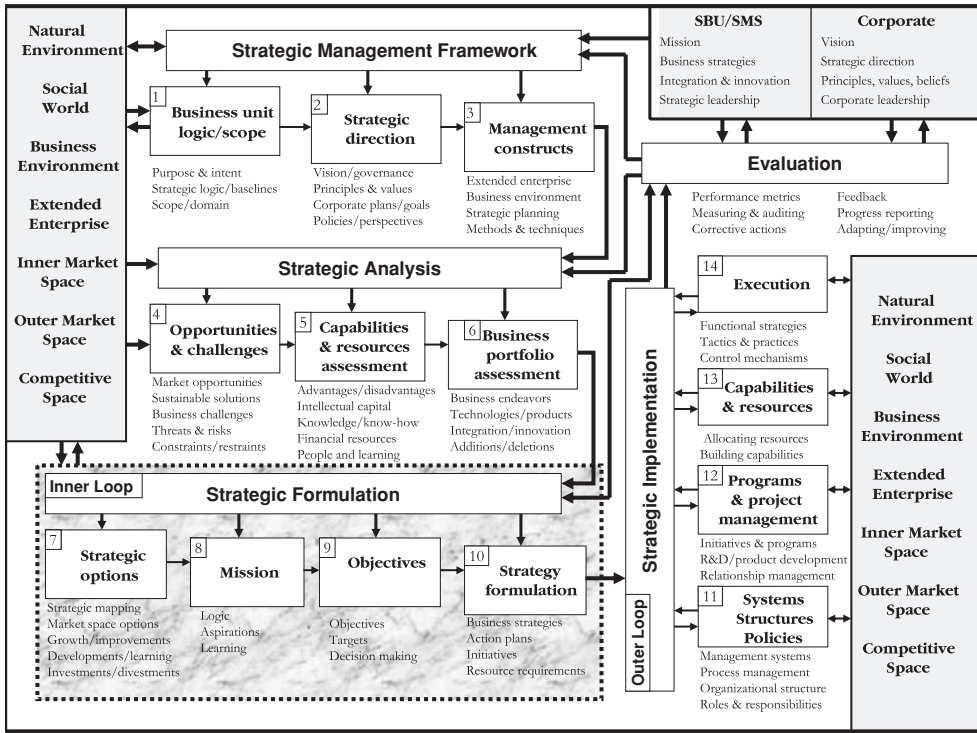 Natural
Environment
Social
World
Business
Environment
Extended
Enterprise
Inner Market
Space
Outer Market
Space
Competitive
Space
Strategic Management Framework
1
Business unit
logic/scope
Purpose & intent
Strategic logic/baselines
Scope/domain
2
Strategic
direction
Vision/governance
Principles & values
Corporate plans/goals
Policies/perspectives
3
Management
constructs
Extended enterprise
Business environment
Strategic planning
Methods & techniques
SBU/SMS
Mission
Business strategies
Integration & innovation
Strategic leadership
Corporate
Vision
Strategic direction
Principles, values, beliefs
Corporate leadership
Evaluation
Performance metrics
Measuring & auditing
Corrective actions
Feedback
Progress reporting
Adapting/improving
Strategic Analysis
4
Opportunities
& challenges
Market opportunities
Sustainable solutions
Business challenges
Threats & risks
Constraints/restraints
5
Capabilities
& resources
assessment
Advantages/disadvantages
Intellectual capital
Knowledge/know-how
Financial resources
People and learning
6
Business
portfolio
assessment
Business endeavors
Technologies/products
Integration/innovation
Additions/deletions
Inner Loop
Strategic Formulation
7
Strategic
options
Strategic mapping
Market space options
Growth/improvements
Developments/learning
Investments/divestments
8
Mission
Logic
Aspirations
Learning
9
Objectives
Objectives
Targets
Decision making
10
Strategy
formulation
Business strategies
Action plans
Initiatives
Resource requirements
Strategic Implementation
Outer Loop
14
Execution
Functional strategies
Tactics & practices
Control mechanisms
13
Capabilities
& resources
Allocating resources
Building capabilities
12
Programs
& project
management
Initiatives & programs
R&D/product development
Relationship management
11
Systems
Structures
Policies
Management systems
Process management
Organizational structure
Roles & responsibilities
Natural
Environment
Social
World
Business
Environment
Extended
Enterprise
Inner Market
Space
Outer Market
Space
Competitive
Space